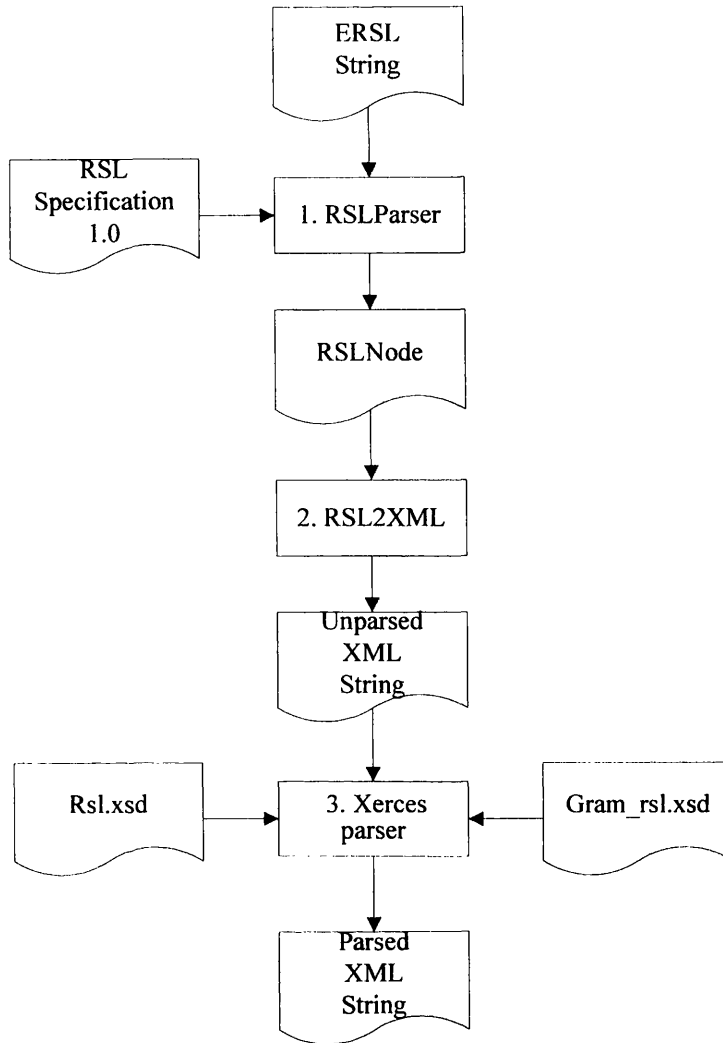 ERSL
String
RSL
Specification
1.0
1. RSLParser
RSLNode
2. RSL2XML
Unparsed
XML
String
Rsl.xsd
3. Xerces
parser
Gram_rsl.xsd
Parsed
XML
String